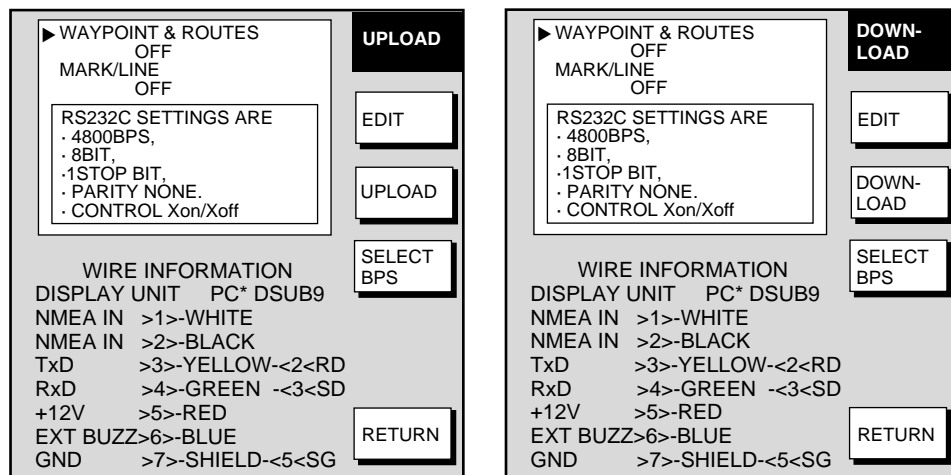 ▶ WAYPOINT & ROUTES
OFF
MARK/LINE
OFF
RS232C SETTINGS ARE
· 4800BPS,
· 8BIT,
·1STOP BIT,
· PARITY NONE.
· CONTROL Xon/Xoff
WIRE INFORMATION
DISPLAY UNIT PC* DSUB9
NMEA IN >1>-WHITE
NMEA IN >2>-BLACK
TxD >3>-YELLOW-<2<RD
RxD >4>-GREEN -<3<SD
+12V >5>-RED
EXT BUZZ>6>-BLUE
GND >7>-SHIELD-<5<SG
UPLOAD
EDIT
UPLOAD
SELECT
BPS
RETURN
▶ WAYPOINT & ROUTES
OFF
MARK/LINE
OFF
RS232C SETTINGS ARE
· 4800BPS,
· 8BIT,
·1STOP BIT,
· PARITY NONE.
· CONTROL Xon/Xoff
WIRE INFORMATION
DISPLAY UNIT PC* DSUB9
NMEA IN >1>-WHITE
NMEA IN >2>-BLACK
TxD >3>-YELLOW-<2<RD
RxD >4>-GREEN -<3<SD
+12V >5>-RED
EXT BUZZ>6>-BLUE
GND >7>-SHIELD-<5<SG
DOWN-
LOAD
EDIT
DOWN-
LOAD
SELECT
BPS
RETURN